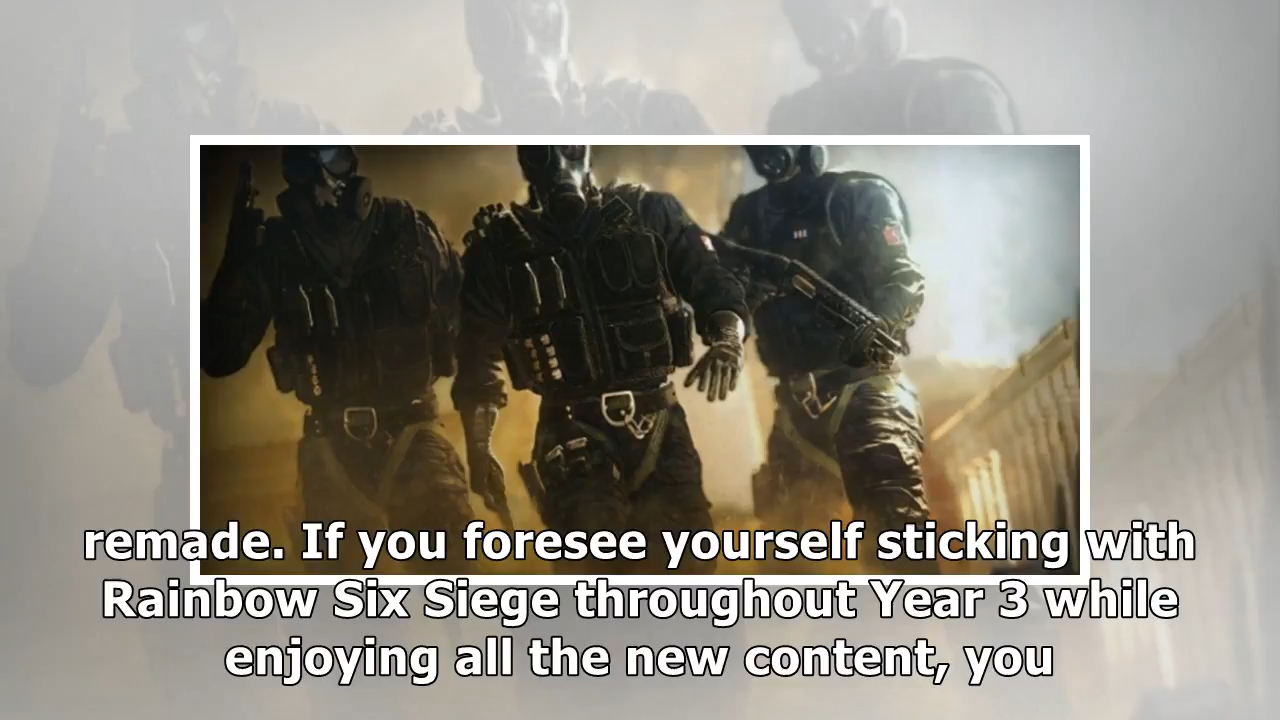 remade. If you foresee yourself sticking with
Rainbow Six Siege throughout Year 3 while
enjoying all the new content, you